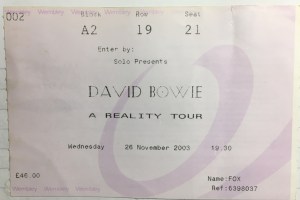 002
Block Row Seat
A2 19 21
Enter by:
Solo Presents
DAVID BOWIE
A REALITY TOUR
Wednesday 26 November 2003 19.30
£46.00
Name:FOX
Ref:6398037